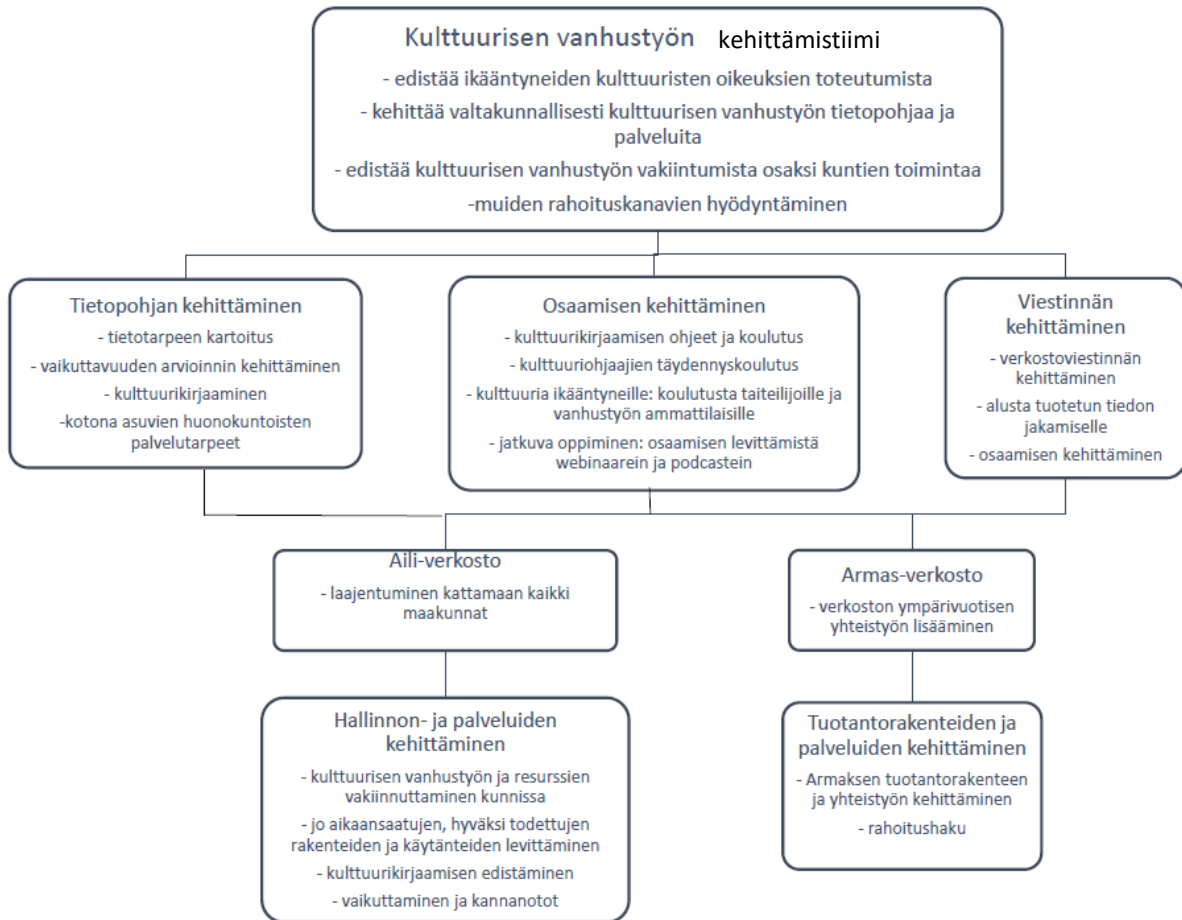 Kulttuurisen vanhustyön kehittämistiimi
- edistää ikääntyneiden kulttuuristen oikeuksien toteutumista
- kehittää valtakunnallisesti kulttuurisen vanhustyön tietopohjaa ja
palveluita
- edistää kulttuurisen vanhustyön vakiintumista osaksi kuntien toimintaa
-muiden rahoituskanavien hyödyntäminen
Tietopohjan kehittäminen
- tietotarpeen kartoitus
- vaikuttavuuden arvioinnin kehittäminen
- kulttuurikirjaaminen
-kotona asuvien huonokuntoisten
palvelutarpeet
Osaamisen kehittäminen
- kulttuurikirjaamisen ohjeet ja koulutus
- kulttuuriohjaajien täydennyskoulutus
- kulttuuria ikääntyneille: koulutusta taiteilijoille ja
vanhustyön ammattilaisille
- jatkuva oppiminen: osaamisen levittämistä
webinaarein ja podcastein
Viestinnän
kehittäminen
- verkostoviestinnän
kehittäminen
- alusta tuotetun tiedon
jakamiselle
- osaamisen kehittäminen
Aili-verkosto
- laajentuminen kattamaan kaikki
maakunnat
Armas-verkosto
- verkoston ympärivuotisen
yhteistyön lisääminen
Hallinnon- ja palveluiden
kehittäminen
- kulttuurisen vanhustyön ja resurssien
vakiinnuttaminen kunnissa
- jo aikaansaatujen, hyväksi todettujen
rakenteiden ja käytänteiden levittäminen
- kulttuurikirjaamisen edistäminen
- vaikuttaminen ja kannanotot
Tuotantorakenteiden ja
palveluiden kehittäminen
- Armaksen tuotantorakenteen
ja yhteistyön kehittäminen
- rahoitushaku